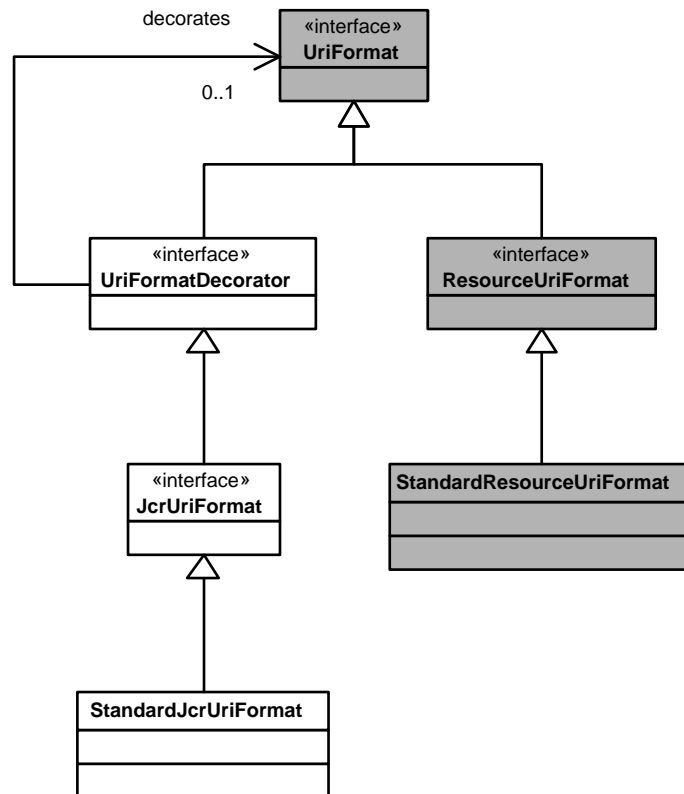 decorates
«interface»
UriFormat
0..1
«interface»
UriFormatDecorator
«interface»
ResourceUriFormat
«interface»
JcrUriFormat
StandardResourceUriFormat
StandardJcrUriFormat